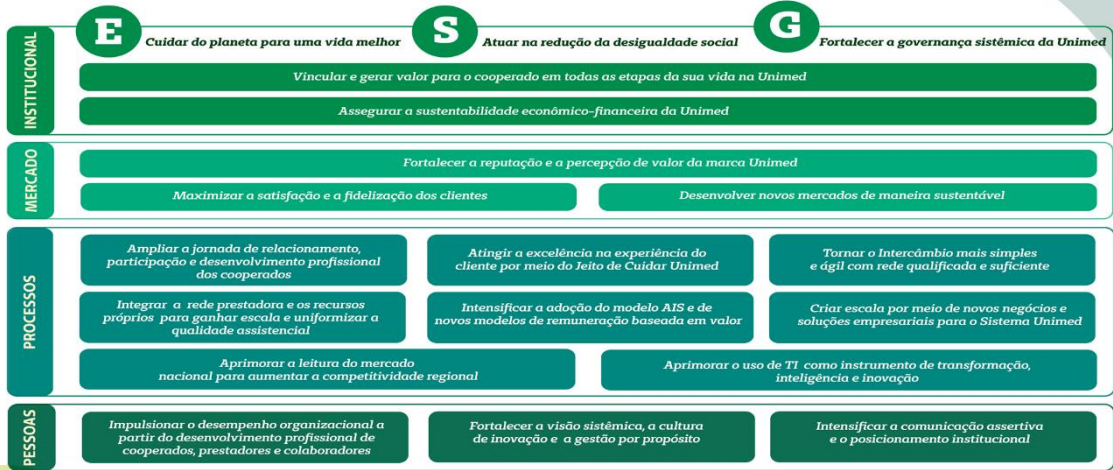 E
Cuidar do planeta para uma vida melhor
S
Atuar na redução da desigualdade social
G
Fortalecer a governança sistêmica da Unimed
INSTITUCIONAL
Vincular e gerar valor para o cooperado em todas as etapas da sua vida na Unimed
Assegurar a sustentabilidade econômico-financeira da Unimed
MERCADO
Fortalecer a reputação e a percepção de valor da marca Unimed
Maximizar a satisfação e a fidelização dos clientes
Desenvolver novos mercados de maneira sustentável
PROCESSOS
Ampliar a jornada de relacionamento,
participação e desenvolvimento profissional
dos cooperados
Atingir a excelência na experiência do
cliente por meio do Jeito de Cuidar Unimed
Tornar o Intercâmbio mais simples
e ágil com rede qualificada e suficiente
Integrar a rede prestadora e os recursos
próprios para ganhar escala e uniformizar a
qualidade assistencial
Intensificar a adoção do modelo AIS e de
novos modelos de remuneração baseada em valor
Criar escala por meio de novos negócios e
soluções empresariais para o Sistema Unimed
Aprimorar a leitura do mercado
nacional para aumentar a competitividade regional
Aprimorar o uso de TI como instrumento de transformação,
inteligência e inovação
PESSOAS
Impulsionar o desempenho organizacional a
partir do desenvolvimento profissional de
cooperados, prestadores e colaboradores
Fortalecer a visão sistêmica, a cultura
de inovação e a gestão por propósito
Intensificar a comunicação assertiva
e o posicionamento institucional